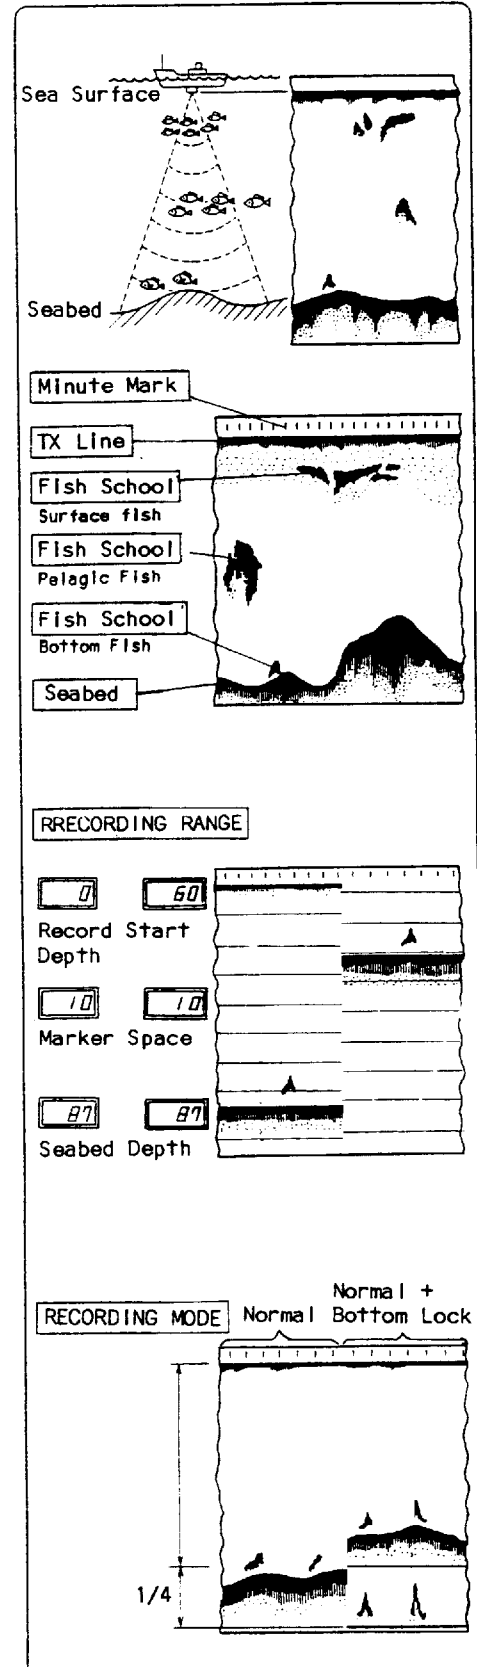 Sea Surface
Seabed
Minute Mark
TX Line
Fish School
Surface fish
Fish School
Pelagic Fish
Fish School
Bottom Fish
Seabed
RRECORDING RANGE
0 60
Record Start
Depth
10 10
Marker Space
87 87
Seabed Depth
RECORDING MODE
Normal
Normal +
Bottom Lock
1/4